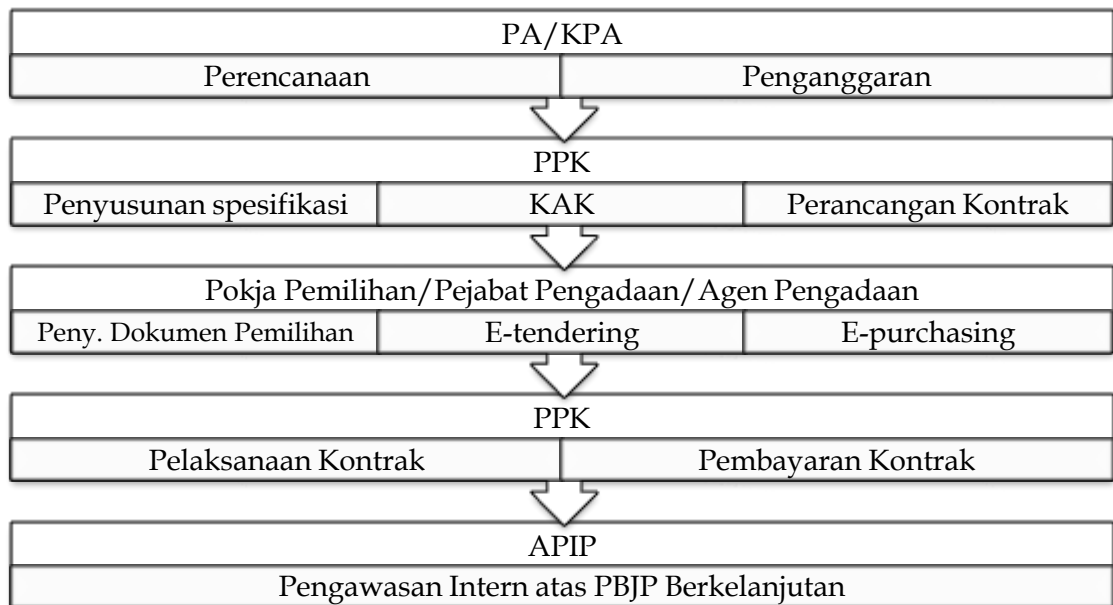 PA/KPA
Perencanaan
Penganggaran
PPK
Penyusunan spesifikasi
KAK
Perancangan Kontrak
Pokja Pemilihan/Pejabat Pengadaan/Agen Pengadaan
Peny. Dokumen Pemilihan
E-tendering
E-purchasing
PPK
Pelaksanaan Kontrak
Pembayaran Kontrak
APIP
Pengawasan Intern atas PBJP Berkelanjutan